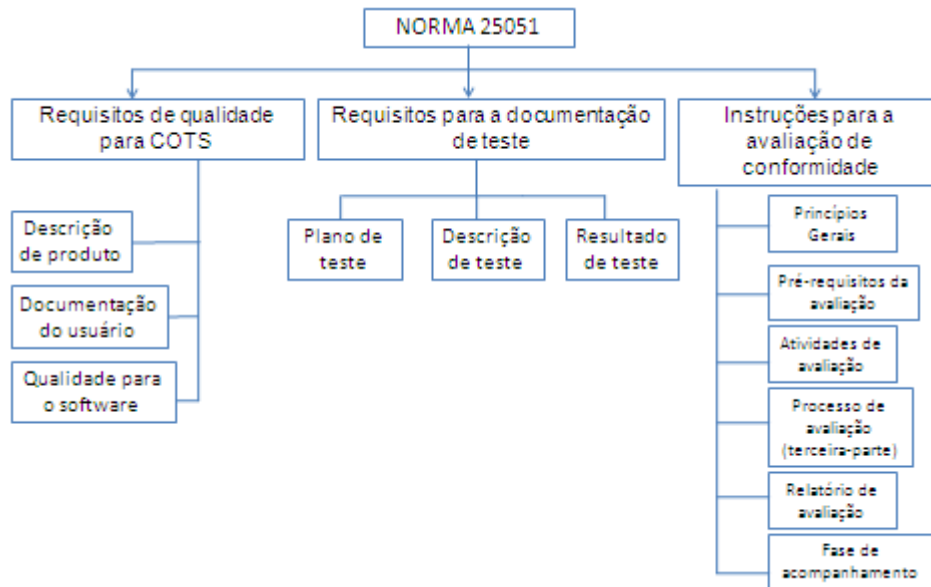 NORMA 25051
Requisitos de qualidade
para COTS
Requisitos para a documentação
de teste
Instruções para a
avaliação de
conformidade
Descrição
de produto
Documentação
do usuário
Qualidade para
o software
Plano de
teste
Descrição
de teste
Resultado
de teste
Princípios
Gerais
Pré-requisitos da
avaliação
Atividades de
avaliação
Processo de
avaliação
(terceira-parte)
Relatório de
avaliação
Fase de
acompanhamento